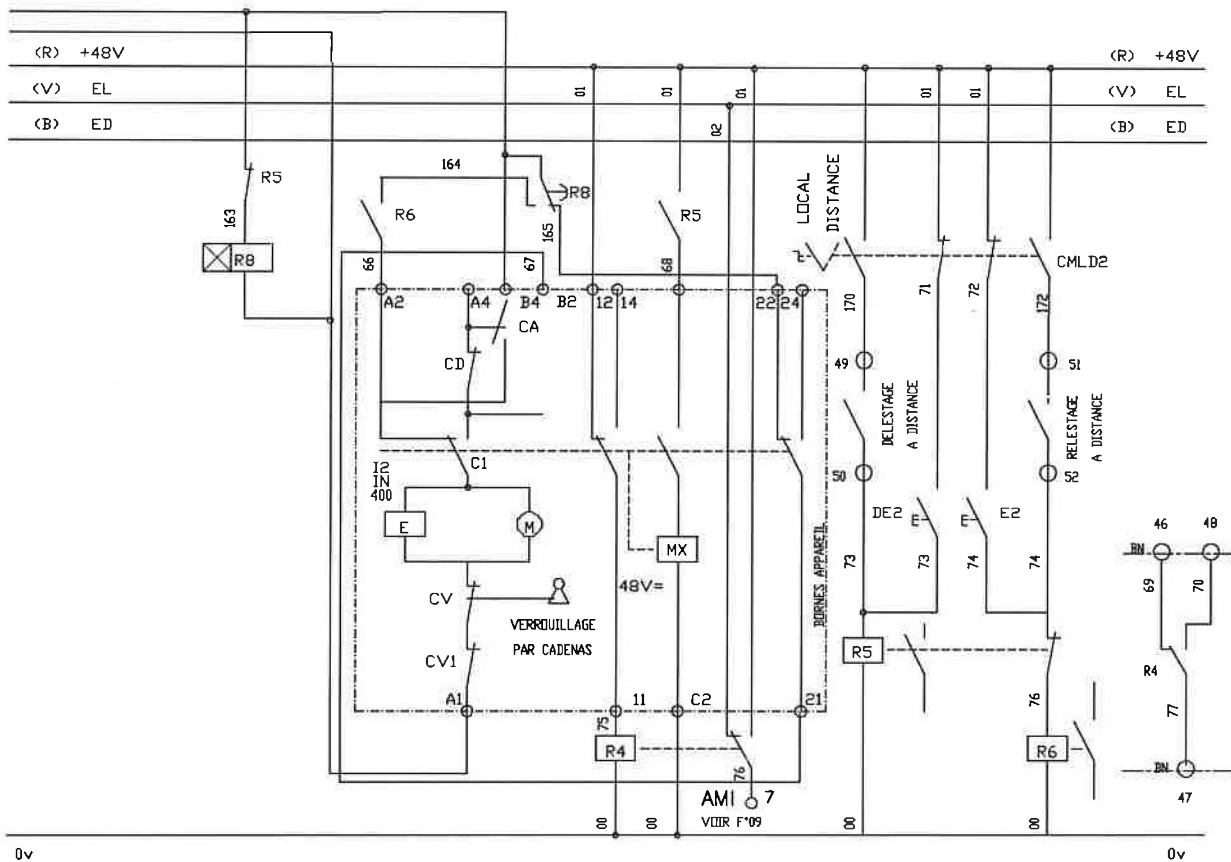 (R) +48V
(R) +48V
(V) EL
(V) EL
(B) ED
(B) ED
01
01
01
01
01
02
R5
163
R8
164
R6
R8
165
66
67
R5
68
LOCAL
DISTANCE
CMLD2
170
71
72
172
A2
A4
B4
B2
12
14
22
24
CA
CD
49
51
DELESTAGE
A DISTANCE
RELESTAGE
A DISTANCE
50
52
C1
I2
IN
400
E
M
MX
48V=
BORNES APPAREIL
DE2
E
E
E2
73
73
74
74
CV
VERROUILLAGE
PAR CADENAS
CV1
A1
75
11
C2
21
R4
76
AMI 7
VOIR F°09
R5
76
R6
46
48
BN
69
70
R4
77
BN
47
00
00
00
00
0v
0v